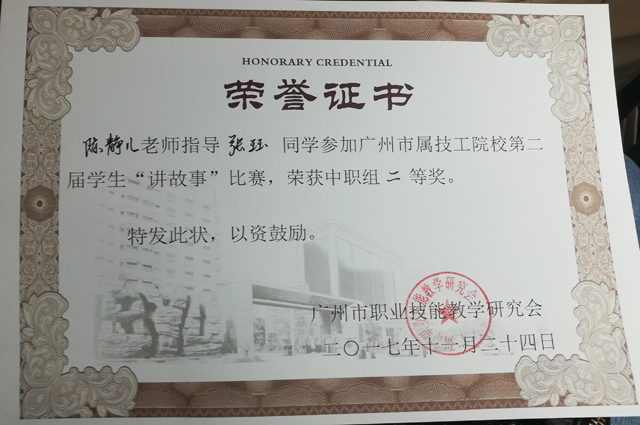 HONORARY CREDENTIAL
荣誉证书
陈静儿老师指导 张珏 同学参加广州市属技工院校第二
届学生“讲故事”比赛，荣获中职组 二 等奖。
特发此状，以资鼓励。
广州市职业技能教学研究会
二〇一七年十一月二十四日